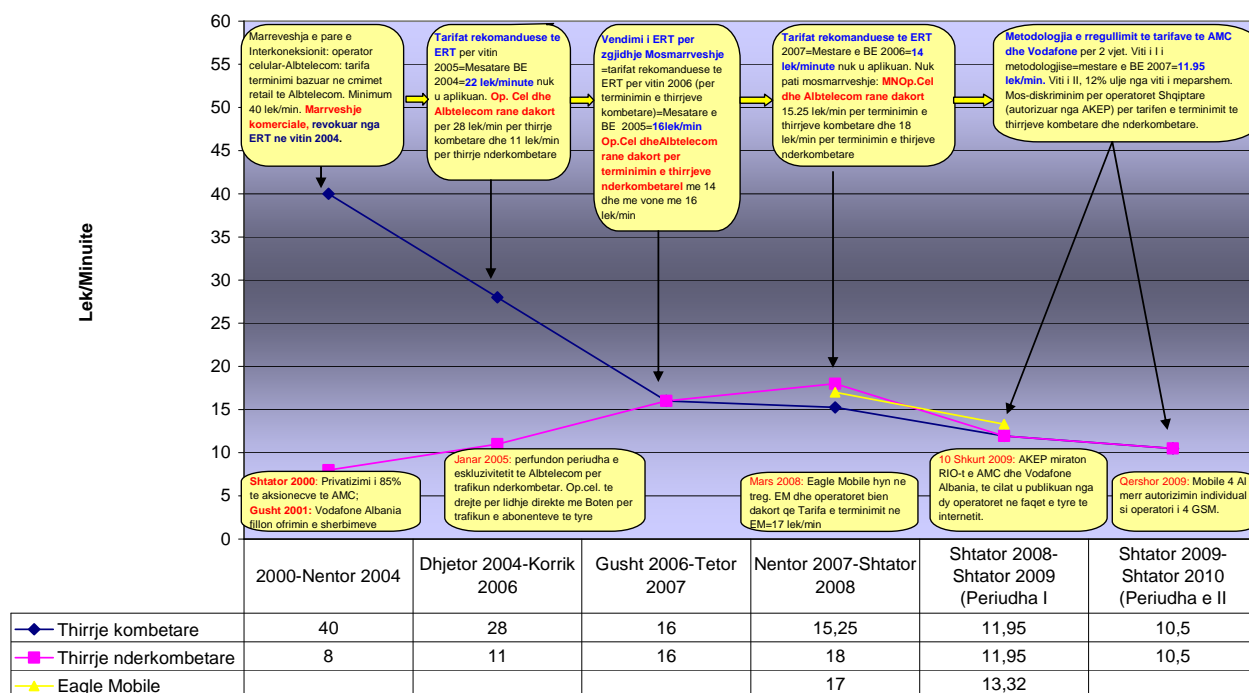 60
55
50
45
40
35
30
25
20
15
10
5
0
Lek/Minuite
Marreveshja e pare e
Interkoneksionit: operator
celular-Albtelecom: tarifa
terminimi bazuar ne cmimet
retail te Albtelecom. Minimum
40 lek/min. Marrveshje
komerciale, revokuar nga
ERT ne vitin 2004.
Tarifat rekomanduese te
ERT per vitin
2005=Mesatare BE
2004=22 lek/minute nuk
u aplikuan. Op. Cel dhe
Albtelecom rane dakort
per 28 lek/min per thirrje
kombetare dhe 11 lek/min
per thirrje nderkombetare
Vendimi i ERT per
zgjidhje Mosmarrveshje
=tarifat rekomanduese te
ERT per vitin 2006 (per
terminimin e thirrjeve
kombetare)=Mesatare e
BE 2005=16lek/min
Op.Cel dheAlbtelecom
rane dakort per
terminimin e thirrjeve
nderkombetarel me 14
dhe me vone me 16
lek/min
Tarifat rekomanduese te ERT
2007=Mestare e BE 2006=14
lek/minute nuk u aplikuan. Nuk
pati mosmarreshje: MNOp.Cel
dhe Albtelecom rane dakort
15.25 lek/min per terminimin e
thirrjeve kombetare dhe 18
lek/min per terminimin e thirjeve
nderkombetare
Metodologjia e rregullimit te tarifave te AMC
dhe Vodafone per 2 vjet. Viti i I i
metodologjise=mestare e BE 2007=11.95
lek/min. Viti i II, 12% ulje nga viti i meparshem.
Mos-diskriminim per operatoret Shqiptare
(autorizuar nga AKEP) per tarifen e terminimit te
thirrjeve kombetare dhe nderkombetare.
Shtator 2000: Privatizimi i 85%
te aksioneve te AMC;
Gusht 2001: Vodafone Albania
fillon ofrimin e sherbimeve
Janar 2005: perfundon periudha e
eskluzivitetit te Albtelecom per
trafikun nderkombetar. Op.cel. te
drejte per lidhje direkte me Boten per
trafikun e abonenteve te tyre
Mars 2008: Eagle Mobile hyn ne
treg. EM dhe operatoret bien
dakort qe Tarifa e terminimit ne
EM=17 lek/min
10 Shkurt 2009: AKEP miraton
RIO-t e AMC dhe Vodafone
Albania, te cilat u publikuan nga
dy operatoret ne faqet e tyre te
internetit.
Qershor 2009: Mobile 4 Al
merr autorizimin individual
si operatori i 4 GSM.
2000-Nentor 2004
Dhjetor 2004-Korrik
2006
Gusht 2006-Tetor
2007
Nentor 2007-Shtator
2008
Shtator 2008-
Shtator 2009
(Periudha I
Shtator 2009-
Shtator 2010
(Periudha e II
Thirrje kombetare 40 28 16 15,25 11,95 10,5
Thirrje nderkombetare 8 11 16 18 11,95 10,5
Eagle Mobile 17 13,32